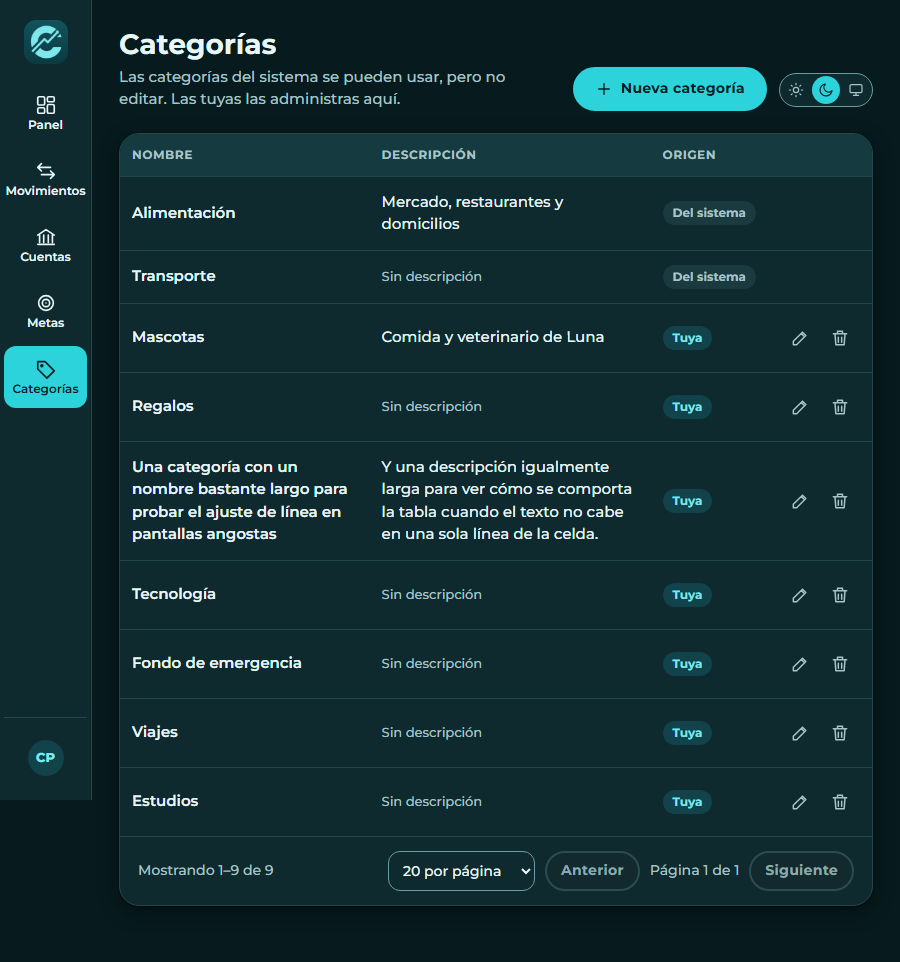 Categorías
Las categorías del sistema se pueden usar, pero no
editar. Las tuyas las administras aquí.
Nueva categoría
Panel
Movimientos
Cuentas
Metas
Categorías
CP
NOMBRE DESCRIPCIÓN ORIGEN
Alimentación
Mercado, restaurantes y
domicilios
Del sistema
Transporte Sin descripción Del sistema
Mascotas Comida y veterinario de Luna Tuya
Regalos Sin descripción Tuya
Una categoría con un
nombre bastante largo para
probar el ajuste de línea en
pantallas angostas
Y una descripción igualmente
larga para ver cómo se comporta
la tabla cuando el texto no cabe
en una sola línea de la celda.
Tuya
Tecnología Sin descripción Tuya
Fondo de emergencia Sin descripción Tuya
Viajes Sin descripción Tuya
Estudios Sin descripción Tuya
Mostrando 1–9 de 9 20 por página Anterior Página 1 de 1 Siguiente